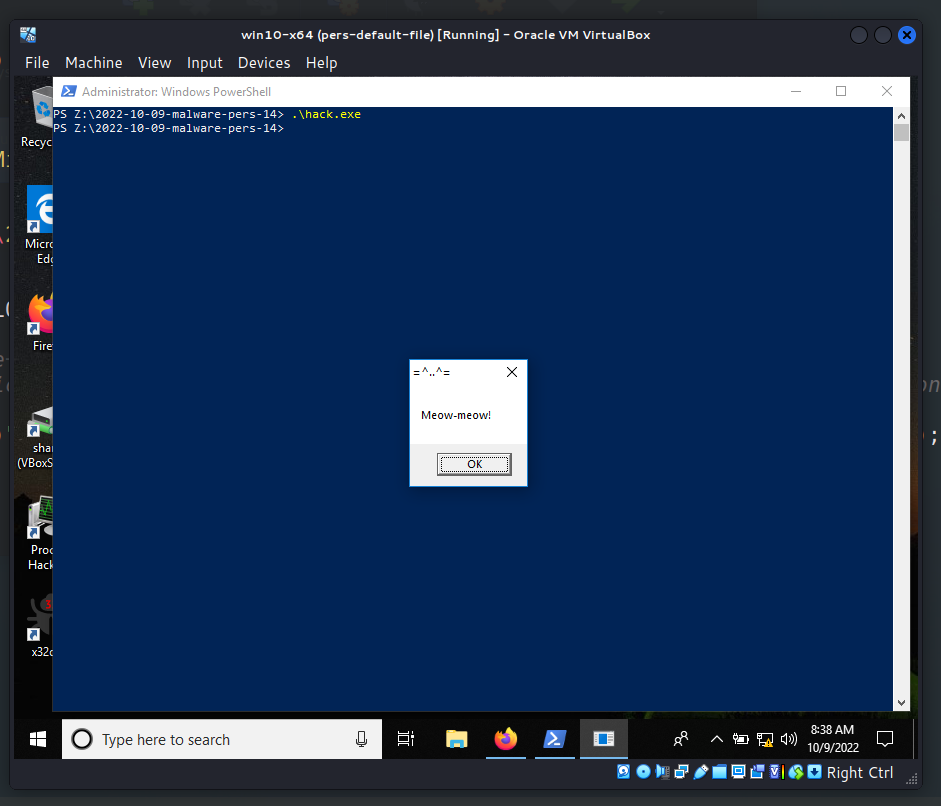 win10-x64 (pers-default-file) [Running] - Oracle VM VirtualBox
File Machine View Input Devices Help
Administrator: Windows PowerShell
PS Z:\2022-10-09-malware-pers-14> .\hack.exe
PS Z:\2022-10-09-malware-pers-14>
Recyc
Micro
Edg
Fire
shar
(VBoxS
Proc
Hack
x32d
=^..^=
Meow-meow!
OK
Type here to search
8:38 AM
10/9/2022
Right Ctrl